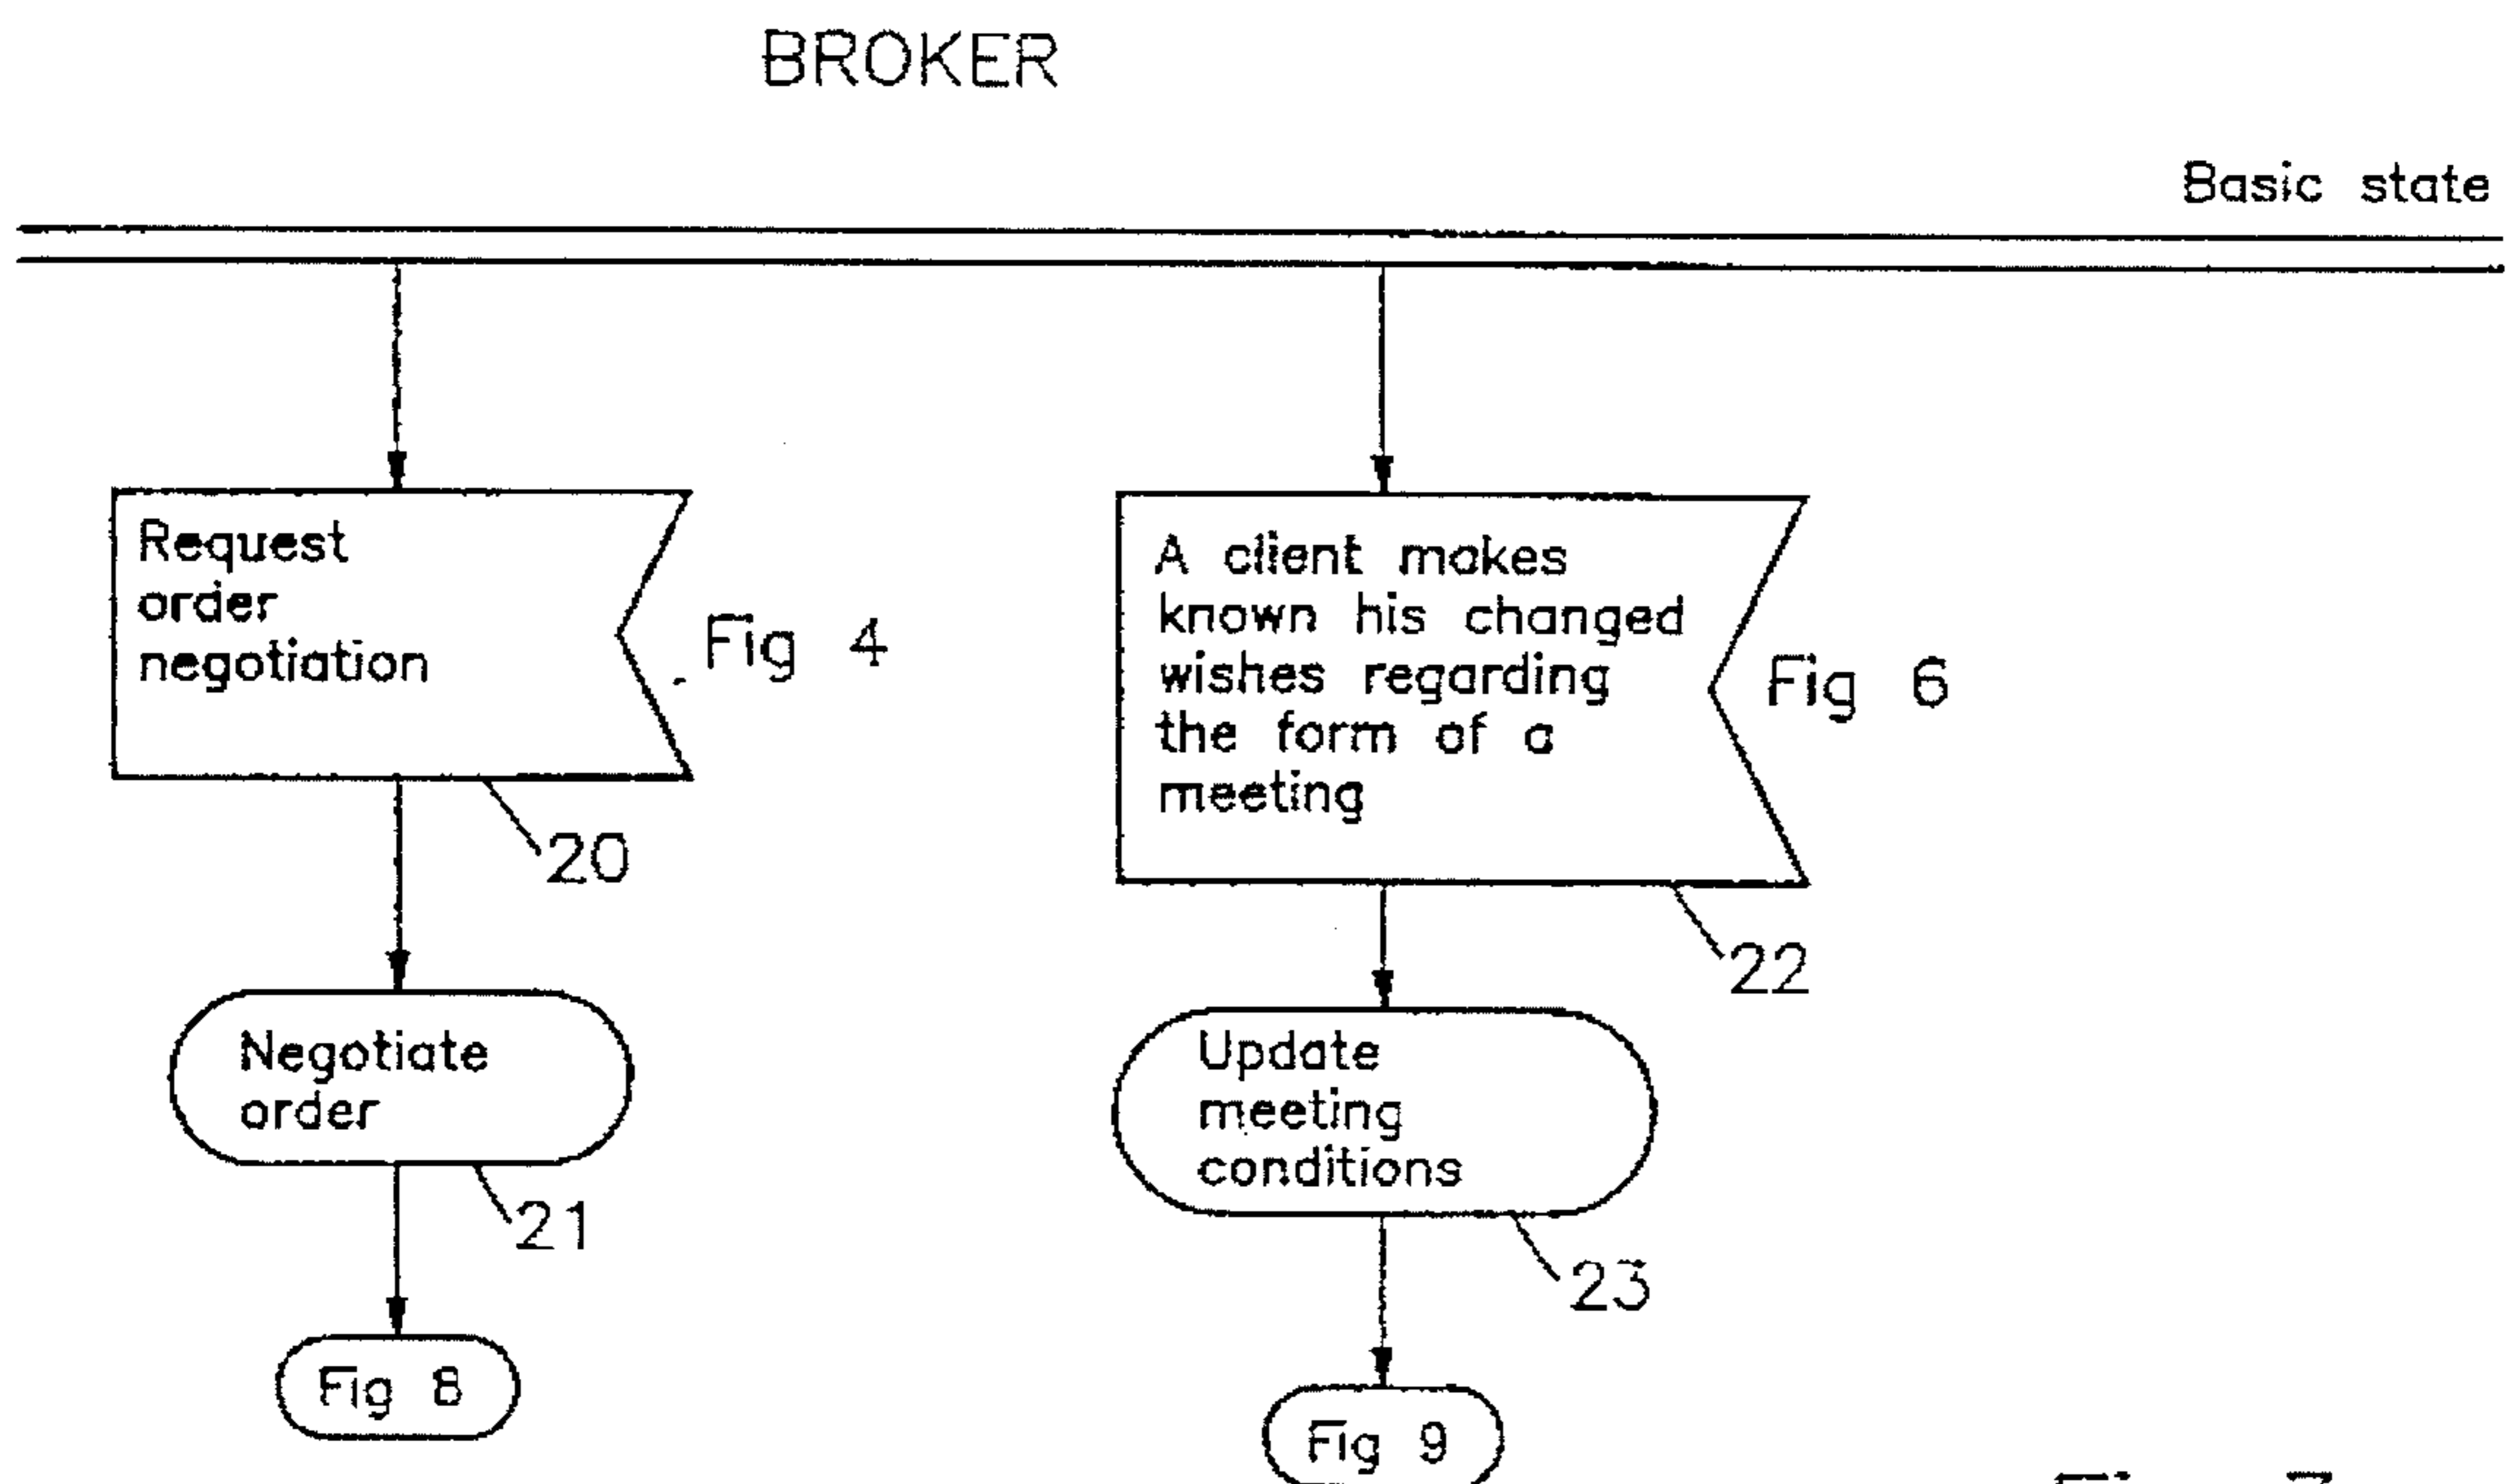 BROKER
Basic state
Request
order
negotiation
Fig 4
20
Negotiate
order
21
Fig 8
A client makes
known his changed
wishes regarding
the form of a
meeting
Fig 6
22
Update
meeting
conditions
23
Fig 9